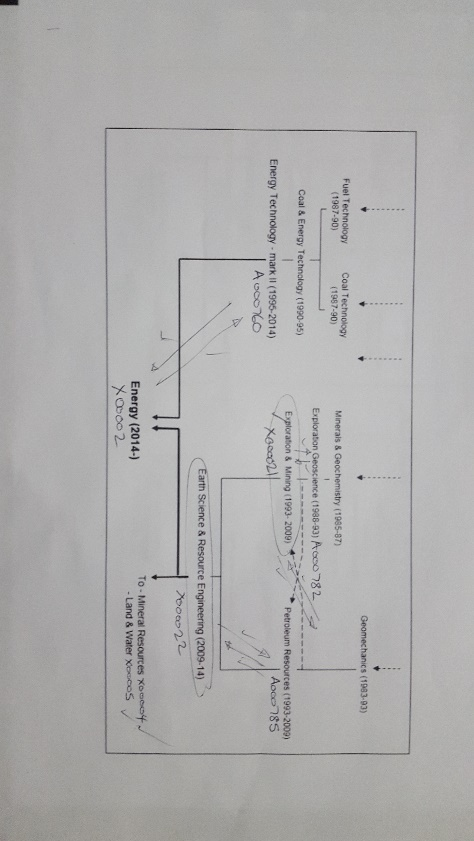 Fuel Technology
(1987-90)
Coal Technology
(1987-90)
Coal & Energy Technology (1990-95)
Energy Technology - mark II (1995-2014)
A000760
Minerals & Geochemistry (1985-87)
Exploration Geoscience (1988-93) A000782
Exploration & Mining (1993- 2009)
X000021
Geomechanics (1983-93)
Petroleum Resources (1993-2009)
A000785
Earth Science & Resource Engineering (2009-14)
X000022
Energy (2014-)
X00002
To - Mineral Resources X00004
- Land & Water X00005